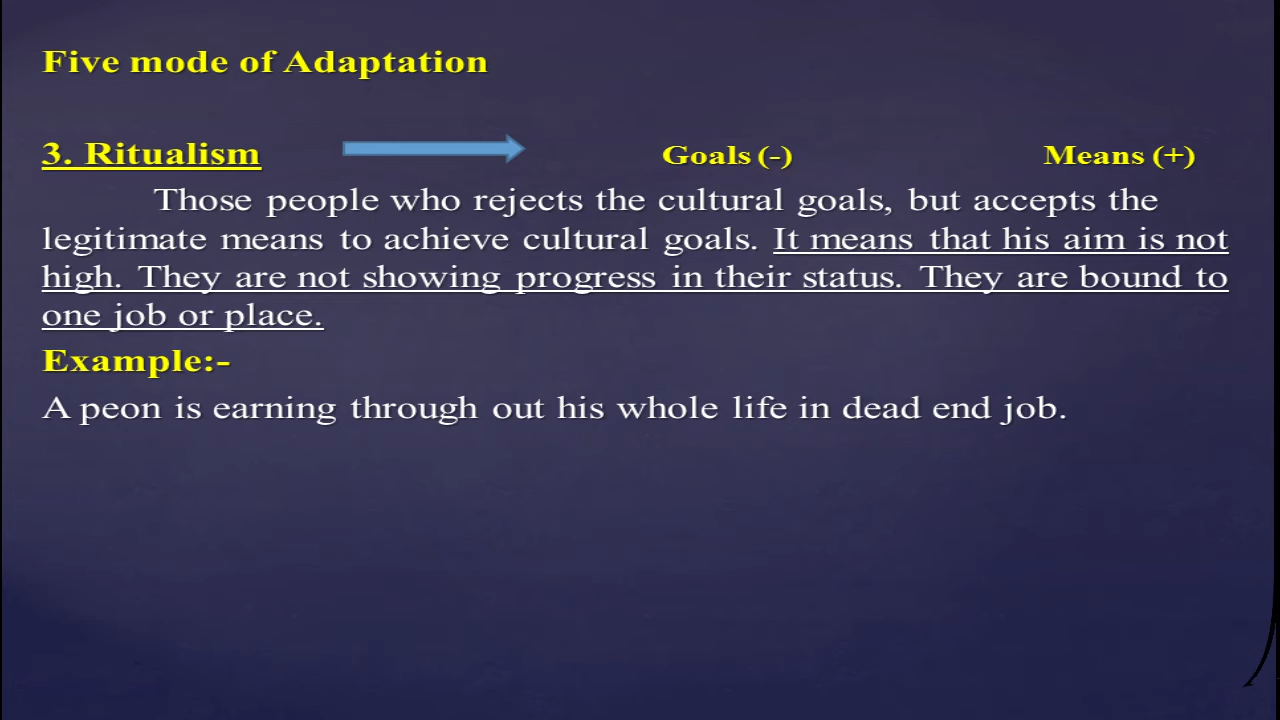 Five mode of Adaptation
3. Ritualism Goals (-) Means (+)
Those people who rejects the cultural goals, but accepts the
legitimate means to achieve cultural goals. It means that his aim is not
high. They are not showing progress in their status. They are bound to
one job or place.
Example:-
A peon is earning through out his whole life in dead end job.